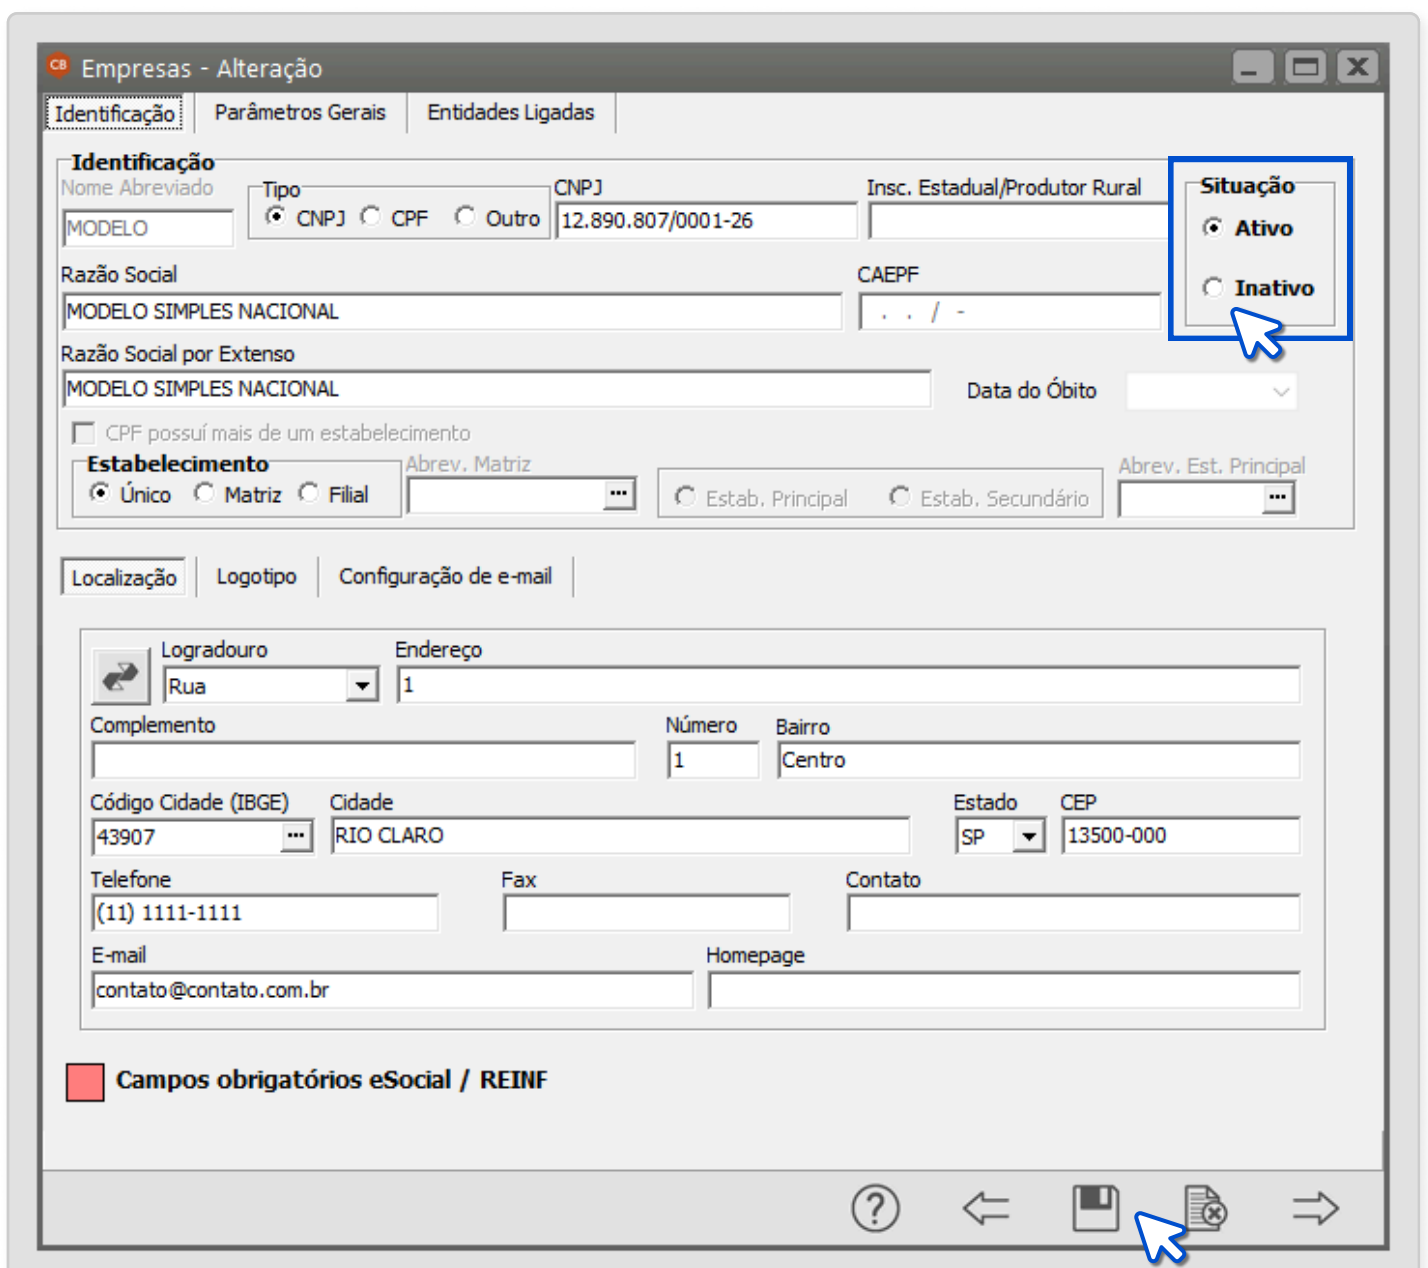 CB Empresas - Alteração
Identificação Parâmetros Gerais Entidades Ligadas
Identificação
Nome Abreviado Tipo CNPJ Insc. Estadual/Produtor Rural Situação
MODELO CNPJ CPF Outro 12.890.807/0001-26 Ativo
Razão Social CAEPF Inativo
MODELO SIMPLES NACIONAL . . / -
Razão Social por Extenso
MODELO SIMPLES NACIONAL Data do Óbito
CPF possuí mais de um estabelecimento
Estabelecimento Abrev. Matriz Abrev. Est. Principal
Único Matriz Filial ... Estab. Principal Estab. Secundário ...
Localização Logotipo Configuração de e-mail
Logradouro Endereço
Rua 1
Complemento Número Bairro
1 Centro
Código Cidade (IBGE) Cidade Estado CEP
43907 ... RIO CLARO SP 13500-000
Telefone Fax Contato
(11) 1111-1111
E-mail Homepage
contato@contato.com.br
Campos obrigatórios eSocial / REINF
?